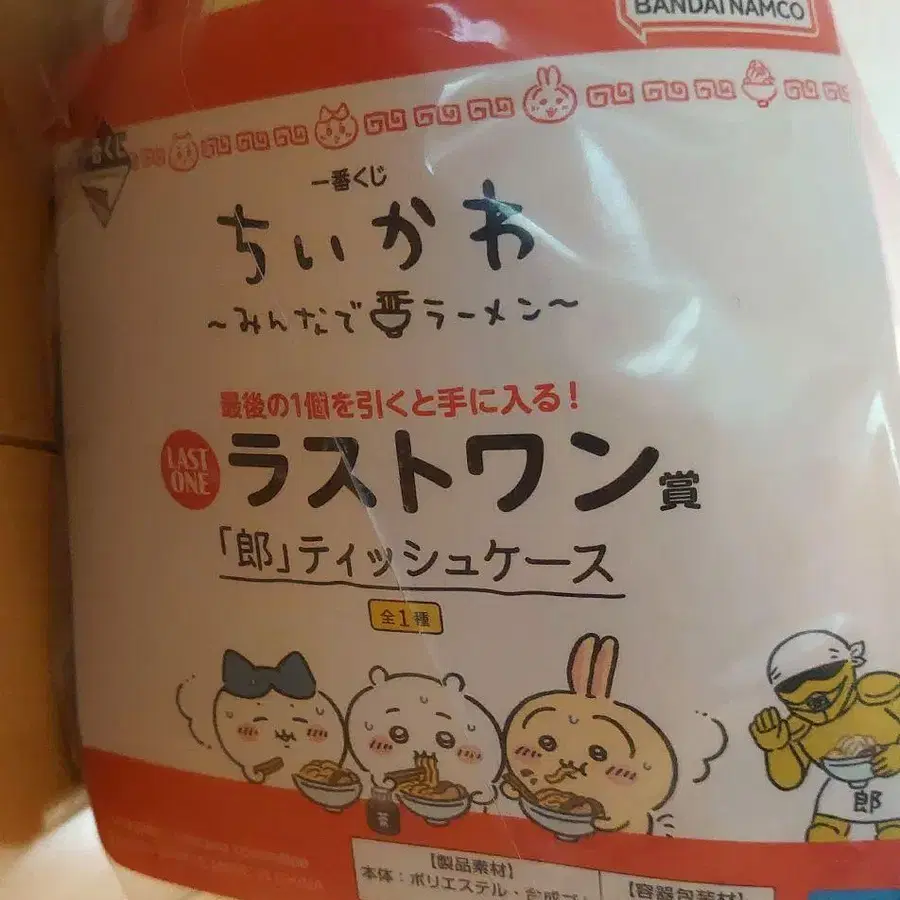 BANDAI NAMCO
一番くじ
ちいかわ
~みんなで ラーメン~
最後の1個を引くと手に入る!
LAST ONE
ラストワン賞
「郎」ティッシュケース
全1種
郎
【製品素材】
本体:ポリエステル・合成ゴ
【容器包装材】